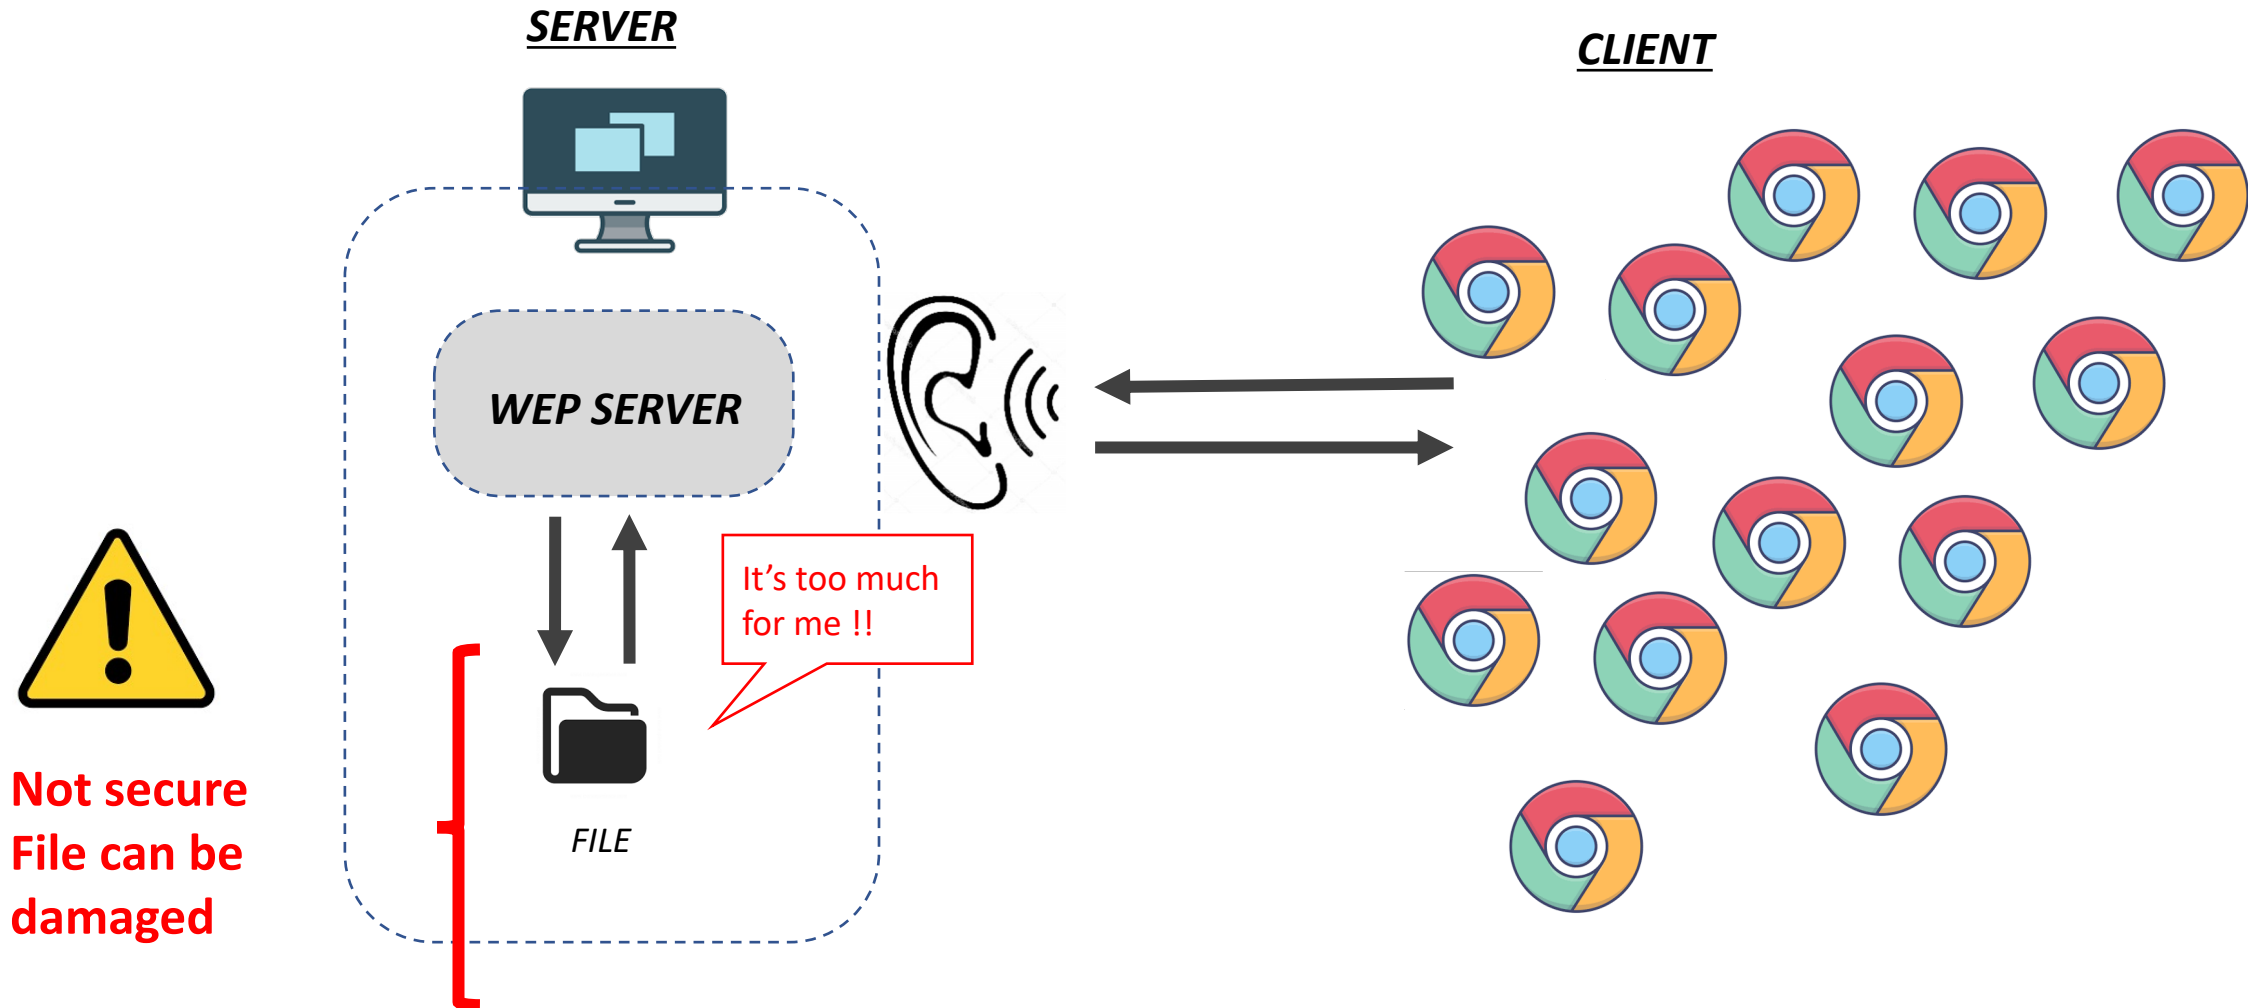 SERVER
CLIENT
WEP SERVER
It's too much
for me !!
FILE
Not secure
File can be
damaged